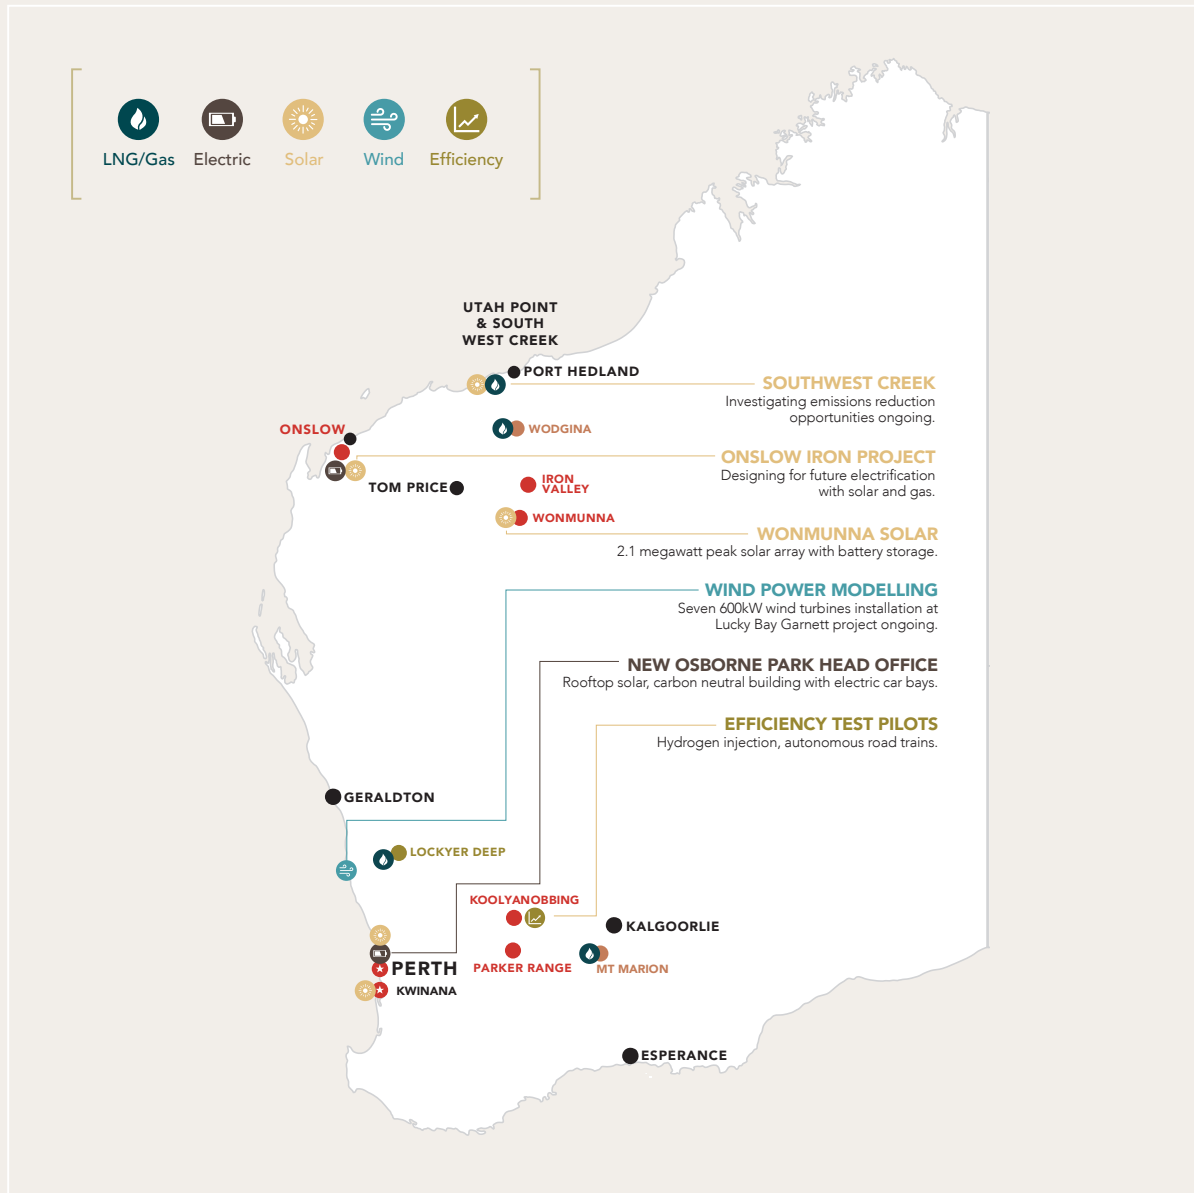 LNG/Gas
Electric
Solar
Wind
Efficiency
UTAH POINT
& SOUTH
WEST CREEK
PORT HEDLAND
SOUTHWEST CREEK
Investigating emissions reduction
opportunities ongoing.
ONSLOW
WODGINA
ONSLOW IRON PROJECT
Designing for future electrification
with solar and gas.
TOM PRICE
IRON
VALLEY
WONMUNNA
WONMUNNA SOLAR
2.1 megawatt peak solar array with battery storage.
WIND POWER MODELLING
Seven 600kW wind turbines installation at
Lucky Bay Garnett project ongoing.
NEW OSBORNE PARK HEAD OFFICE
Rooftop solar, carbon neutral building with electric car bays.
EFFICIENCY TEST PILOTS
Hydrogen injection, autonomous road trains.
GERALDTON
LOCKYER DEEP
KOOLYANOBBING
KALGOORLIE
PERTH
PARKER RANGE
MT MARION
KWINANA
ESPERANCE